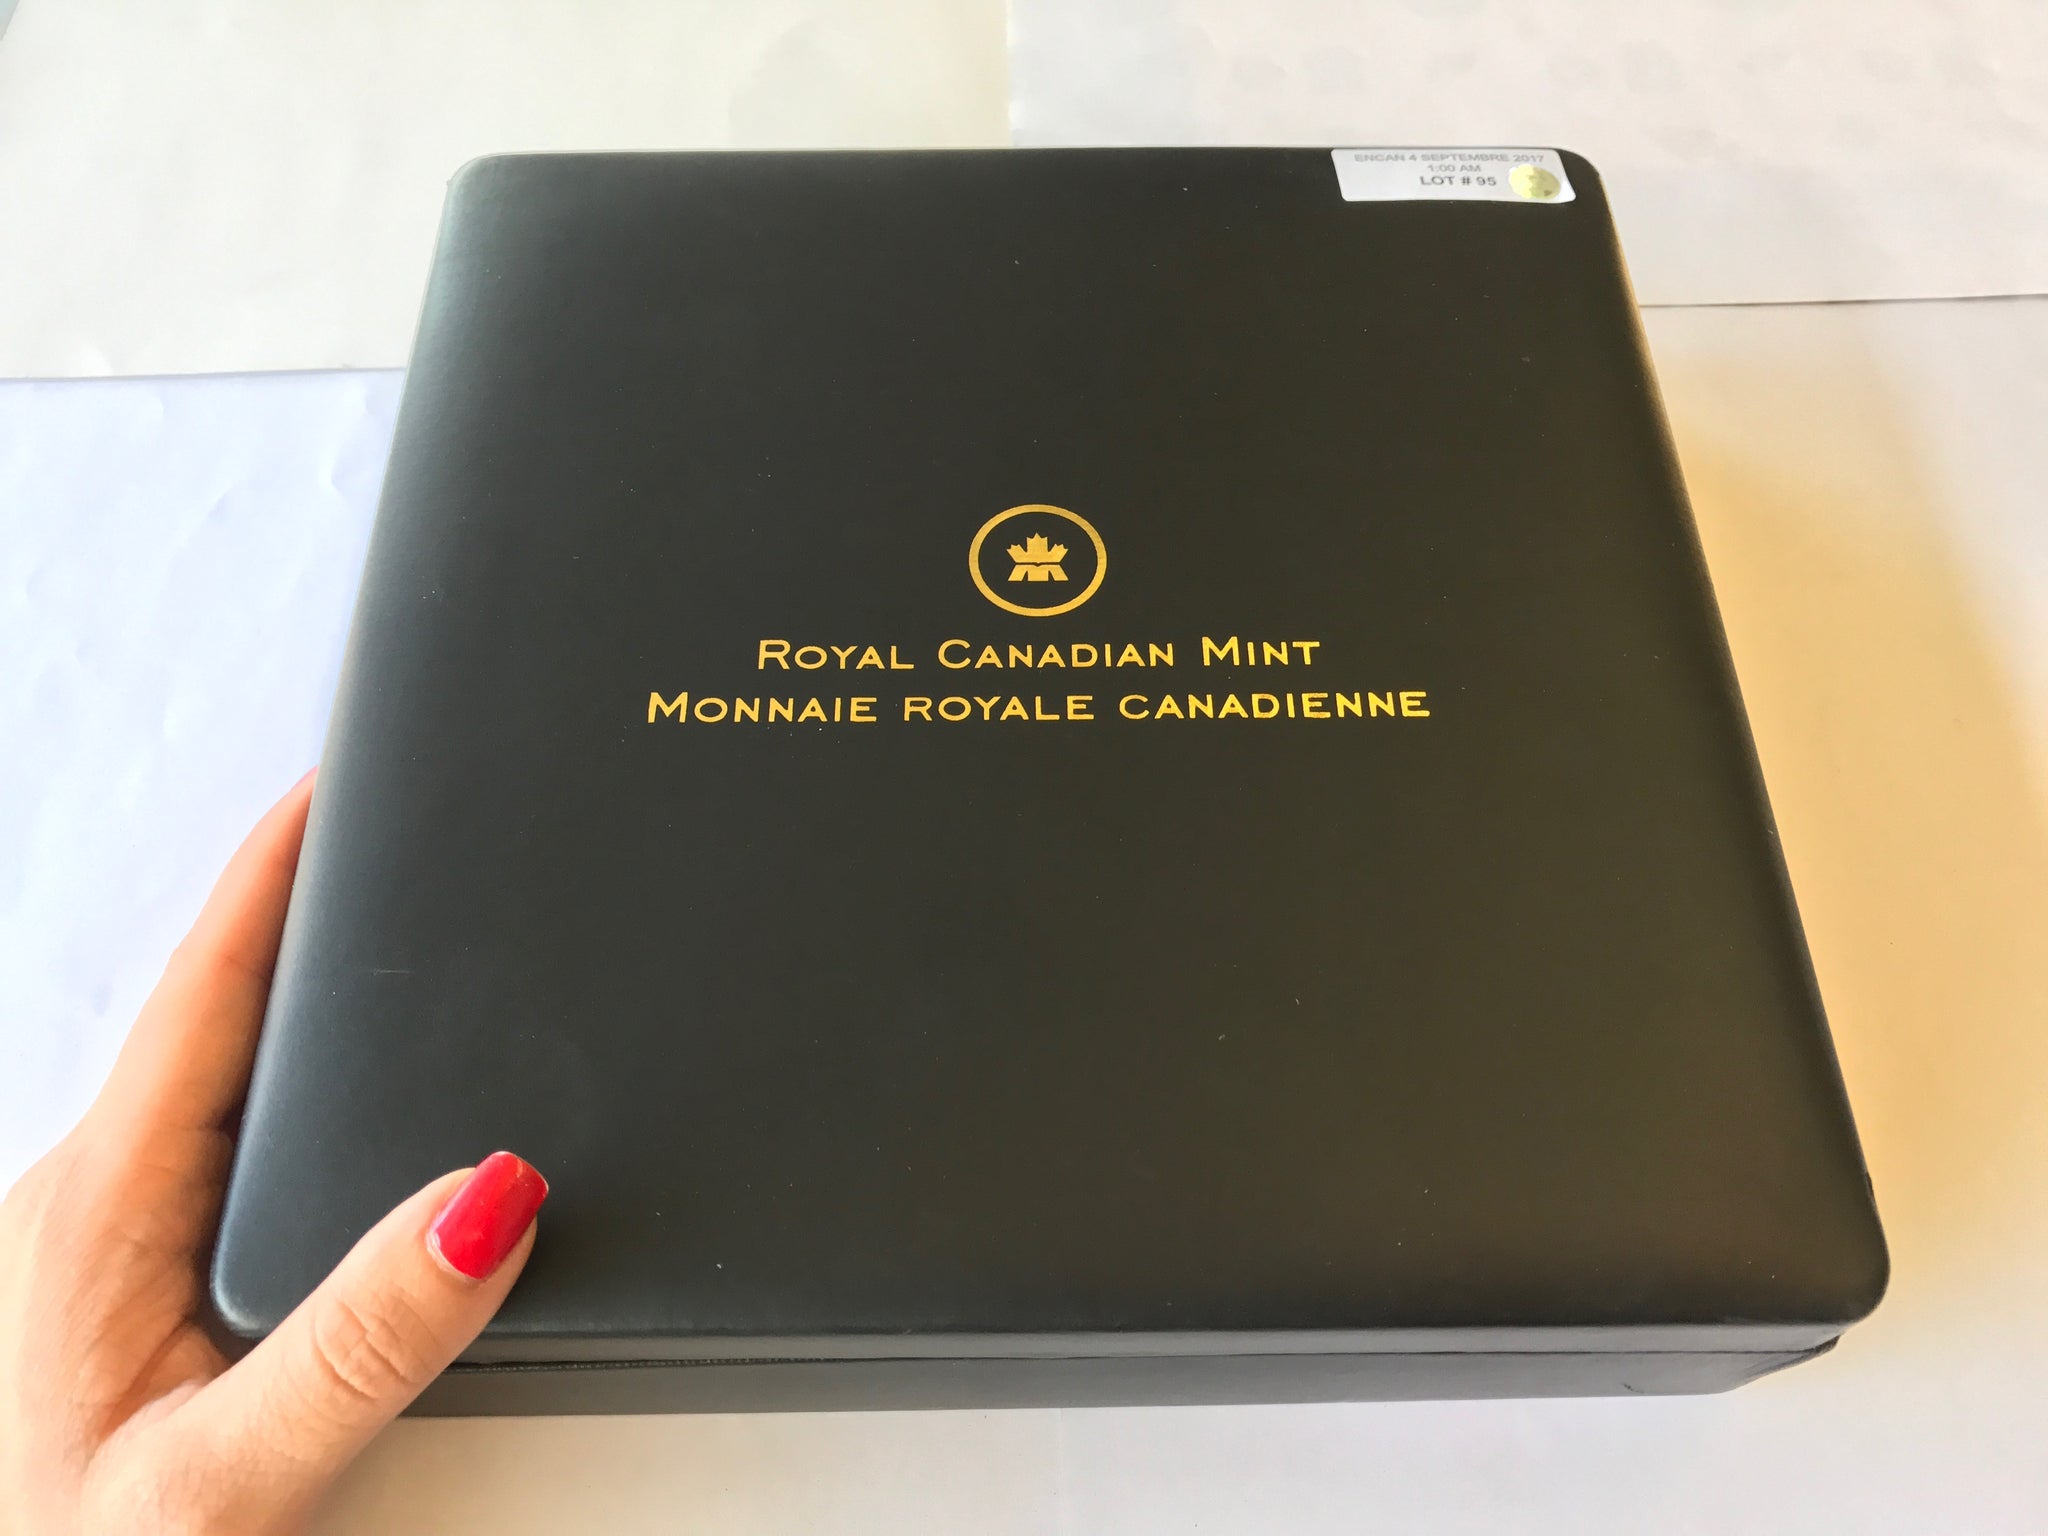 ENCAN 4 SEPTEMBRE 2017
1:00 AM
LOT # 95
ROYAL CANADIAN MINT
MONNAIE ROYALE CANADIENNE